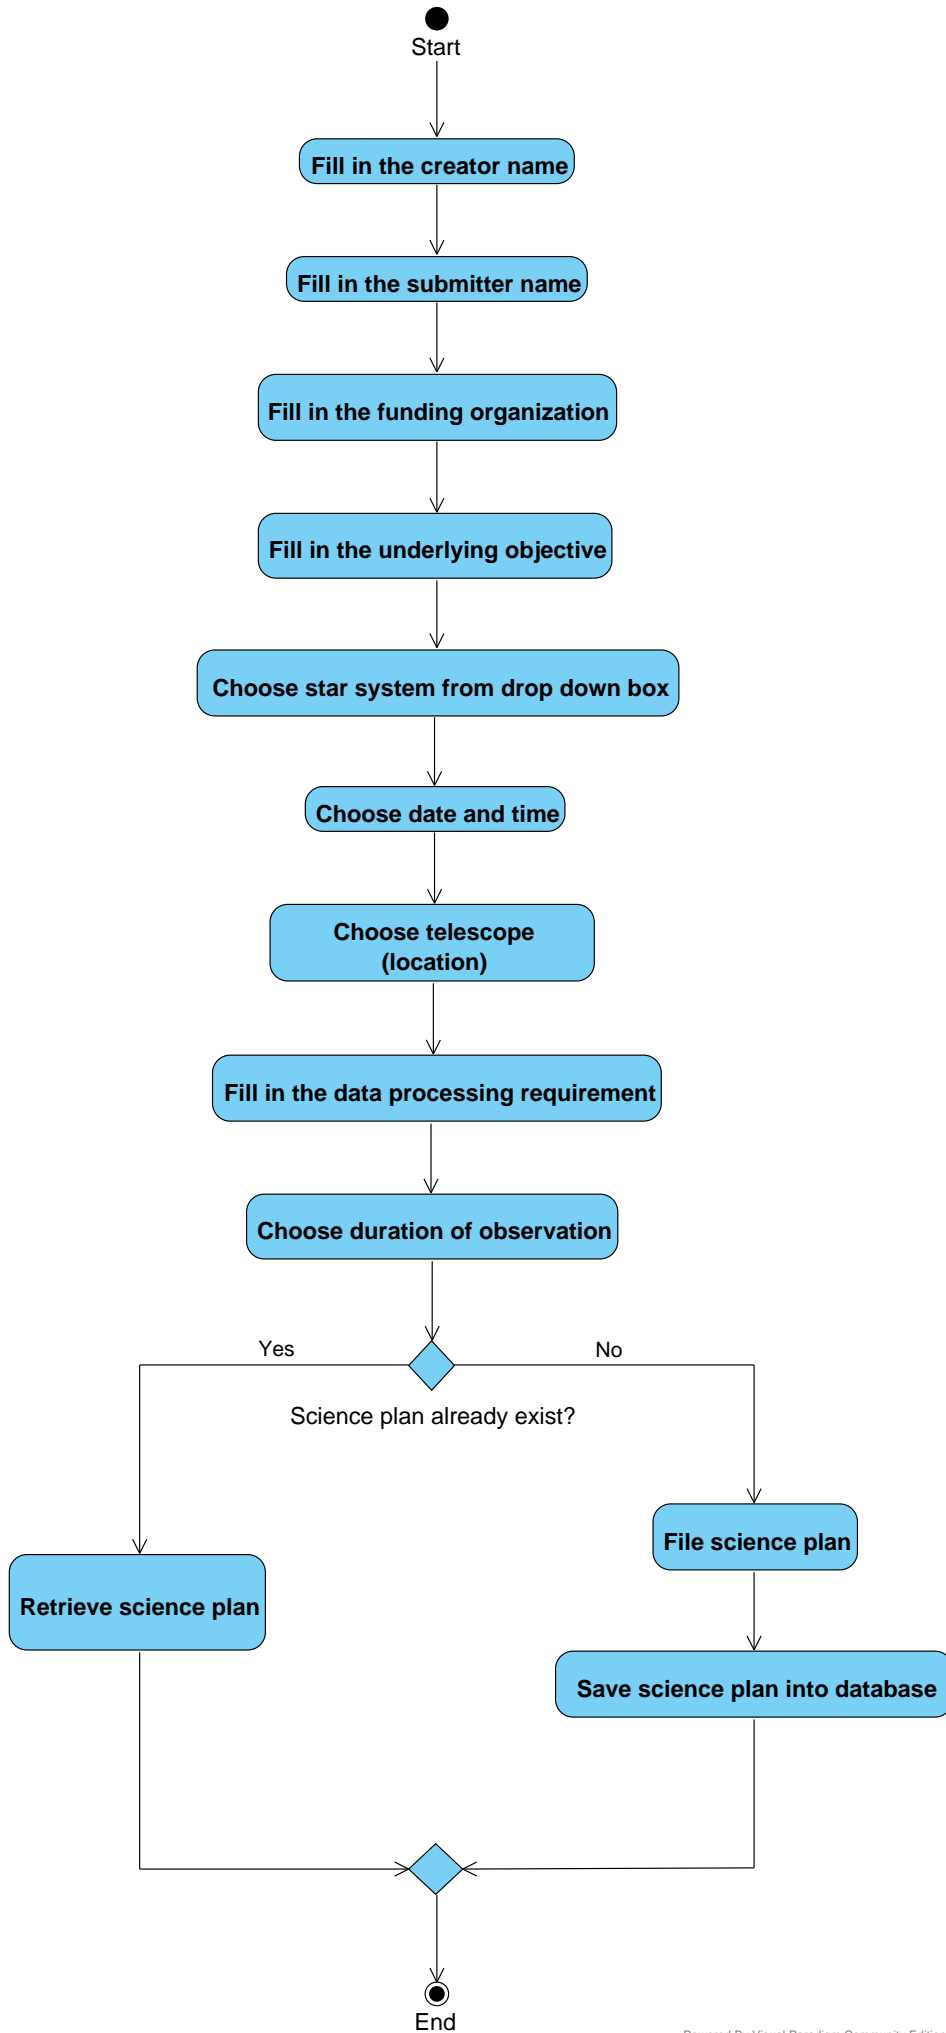 Start
Fill in the creator name
Fill in the submitter name
Fill in the funding organization
Fill in the underlying objective
Choose star system from drop down box
Choose date and time
Choose telescope
(location)
Fill in the data processing requirement
Choose duration of observation
Yes
No
Science plan already exist?
File science plan
Retrieve science plan
Save science plan into database
End